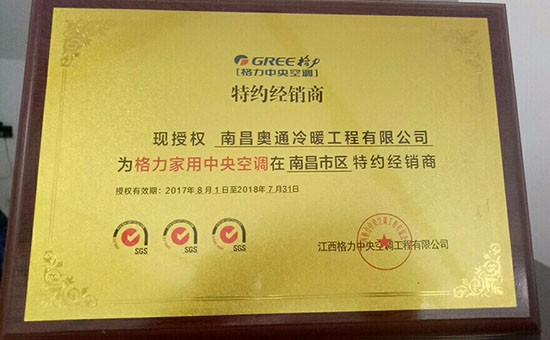 GREE格力
[格力中央空调]
特约经销商
现授权 南昌奥通冷暖工程有限公司
为格力家用中央空调在南昌市区特约经销商
授权有效期：2017年8月1日至2018年7月31日
SGS SGS SGS
江西格力中央空调工程有限公司